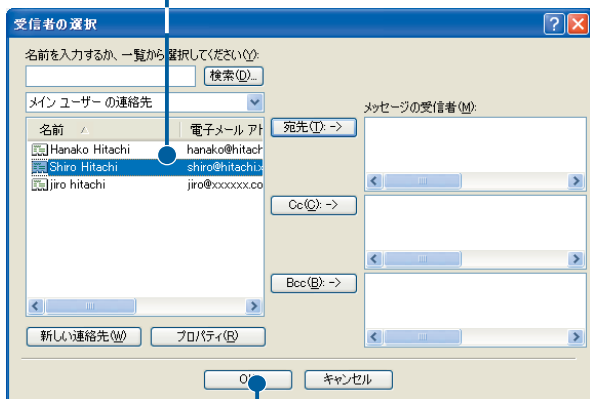 受信者の選択
名前を入力するか、一覧から選択してください(Y):
検索(D)...
メイン ユーザー の連絡先
メッセージの受信者(M):
名前 電子メール アド
宛先(T): ->
Hanako Hitachi hanako@hitach
Shiro Hitachi shiro@hitachi.x
jiro hitachi jiro@xxxxxx.co
Cc(C): ->
Bcc(B): ->
新しい連絡先(W) プロパティ(R)
キャンセル